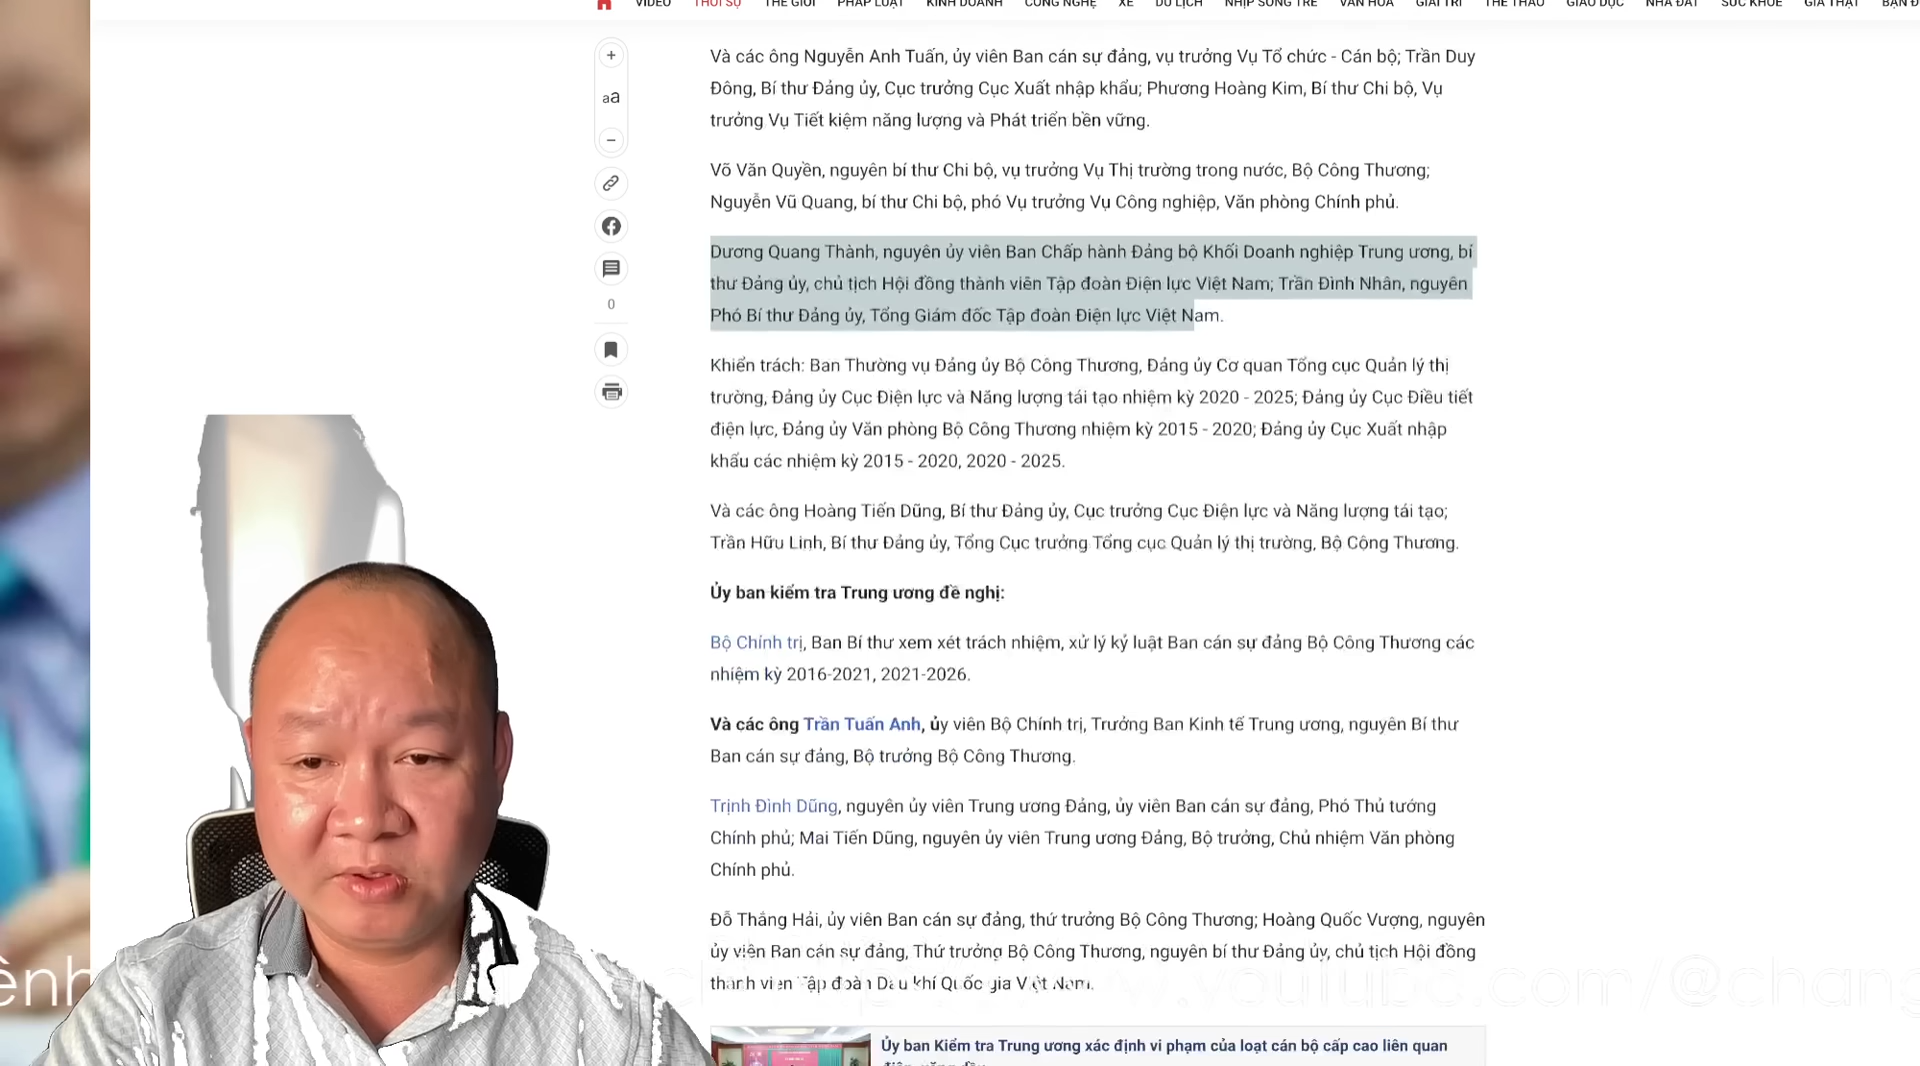 VIDEO THỜI SỰ THẾ GIỚI PHÁP LUẬT KINH DOANH CÔNG NGHỆ XE DU LỊCH NHỊP SỐNG TRẺ VĂN HÓA GIẢI TRÍ THỂ THAO GIÁO DỤC NHÀ ĐẤT SỨC KHỎE GIẢ THẬT BẠN Đ
+
aa
−
0
Và các ông Nguyễn Anh Tuấn, ủy viên Ban cán sự đảng, vụ trưởng Vụ Tổ chức - Cán bộ; Trần Duy
Đông, Bí thư Đảng ủy, Cục trưởng Cục Xuất nhập khẩu; Phương Hoàng Kim, Bí thư Chi bộ, Vụ
trưởng Vụ Tiết kiệm năng lượng và Phát triển bền vững.
Võ Văn Quyền, nguyên bí thư Chi bộ, vụ trưởng Vụ Thị trường trong nước, Bộ Công Thương;
Nguyễn Vũ Quang, bí thư Chi bộ, phó Vụ trưởng Vụ Công nghiệp, Văn phòng Chính phủ.
Dương Quang Thành, nguyên ủy viên Ban Chấp hành Đảng bộ Khối Doanh nghiệp Trung ương, bí
thư Đảng ủy, chủ tịch Hội đồng thành viên Tập đoàn Điện lực Việt Nam; Trần Đình Nhân, nguyên
Phó Bí thư Đảng ủy, Tổng Giám đốc Tập đoàn Điện lực Việt Nam.
Khiển trách: Ban Thường vụ Đảng ủy Bộ Công Thương, Đảng ủy Cơ quan Tổng cục Quản lý thị
trường, Đảng ủy Cục Điện lực và Năng lượng tái tạo nhiệm kỳ 2020 - 2025; Đảng ủy Cục Điều tiết
điện lực, Đảng ủy Văn phòng Bộ Công Thương nhiệm kỳ 2015 - 2020; Đảng ủy Cục Xuất nhập
khẩu các nhiệm kỳ 2015 - 2020, 2020 - 2025.
Và các ông Hoàng Tiến Dũng, Bí thư Đảng ủy, Cục trưởng Cục Điện lực và Năng lượng tái tạo;
Trần Hữu Linh, Bí thư Đảng ủy, Tổng Cục trưởng Tổng cục Quản lý thị trường, Bộ Công Thương.
Ủy ban kiểm tra Trung ương đề nghị:
Bộ Chính trị, Ban Bí thư xem xét trách nhiệm, xử lý kỷ luật Ban cán sự đảng Bộ Công Thương các
nhiệm kỳ 2016-2021, 2021-2026.
Và các ông Trần Tuấn Anh, ủy viên Bộ Chính trị, Trưởng Ban Kinh tế Trung ương, nguyên Bí thư
Ban cán sự đảng, Bộ trưởng Bộ Công Thương.
Trịnh Đình Dũng, nguyên ủy viên Trung ương Đảng, ủy viên Ban cán sự đảng, Phó Thủ tướng
Chính phủ; Mai Tiến Dũng, nguyên ủy viên Trung ương Đảng, Bộ trưởng, Chủ nhiệm Văn phòng
Chính phủ.
Đỗ Thắng Hải, ủy viên Ban cán sự đảng, thứ trưởng Bộ Công Thương; Hoàng Quốc Vượng, nguyên
ủy viên Ban cán sự đảng, Thứ trưởng Bộ Công Thương, nguyên bí thư Đảng ủy, chủ tịch Hội đồng
thành viên Tập đoàn Dầu khí Quốc gia Việt Nam.
ênh www.youtube.com/@chang
Ủy ban Kiểm tra Trung ương xác định vi phạm của loạt cán bộ cấp cao liên quan